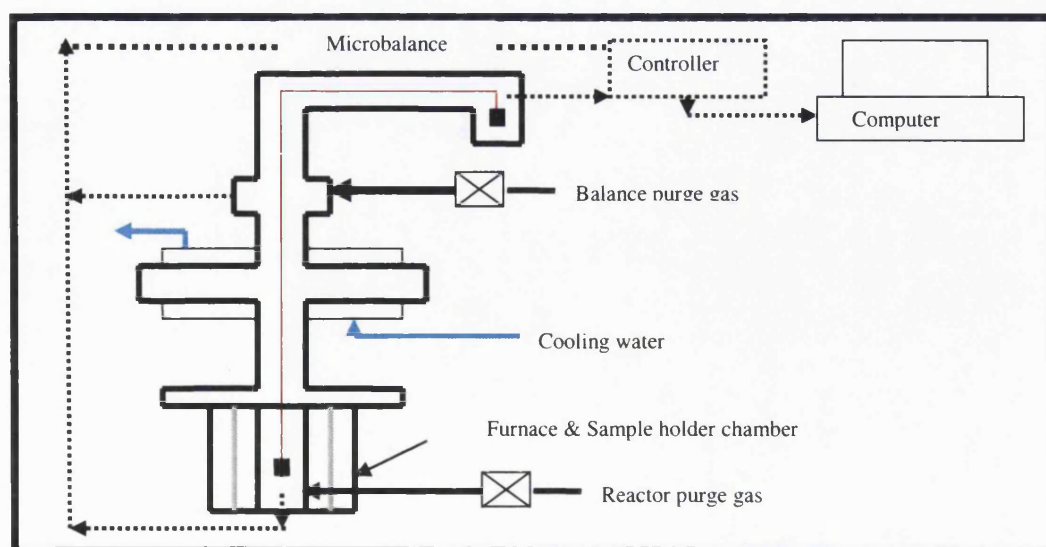 Microbalance
Controller
Computer
Balance purge gas
Cooling water
Furnace & Sample holder chamber
Reactor purge gas